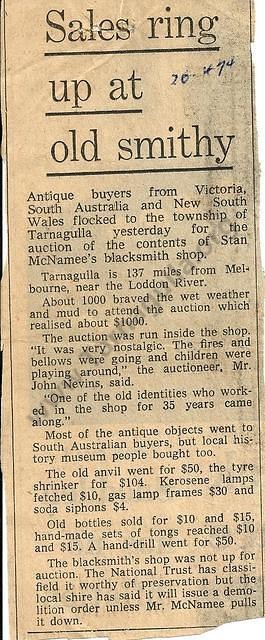 Sales ring
up at
old smithy
Antique buyers from Victoria,
South Australia and New South
Wales flocked to the township of
Tarnagulla yesterday for the
auction of the contents of Stan
McNamee's blacksmith shop.
Tarnagulla is 137 miles from Mel-
bourne, near the Loddon River.
About 1000 braved the wet weather
and mud to attend the auction which
realised about $1000.
The auction was run inside the shop.
"It was very nostalgic. The fires and
bellows were going and children were
playing around," the auctioneer, Mr.
John Nevins, said.
"One of the old identities who work-
ed in the shop for 35 years came
along."
Most of the antique objects went to
South Australian buyers, but local his-
tory museum people bought too.
The old anvil went for $50, the tyre
shrinker for $104. Kerosene lamps
fetched $10, gas lamp frames $30 and
soda siphons $4.
Old bottles sold for $10 and $15,
hand-made sets of tongs reached $10
and $15. A hand-drill went for $50.
The blacksmith's shop was not up for
auction. The National Trust has classi-
field it worthy of preservation but the
local shire has said it will issue a demo-
lition order unless Mr. McNamee pulls
it down.